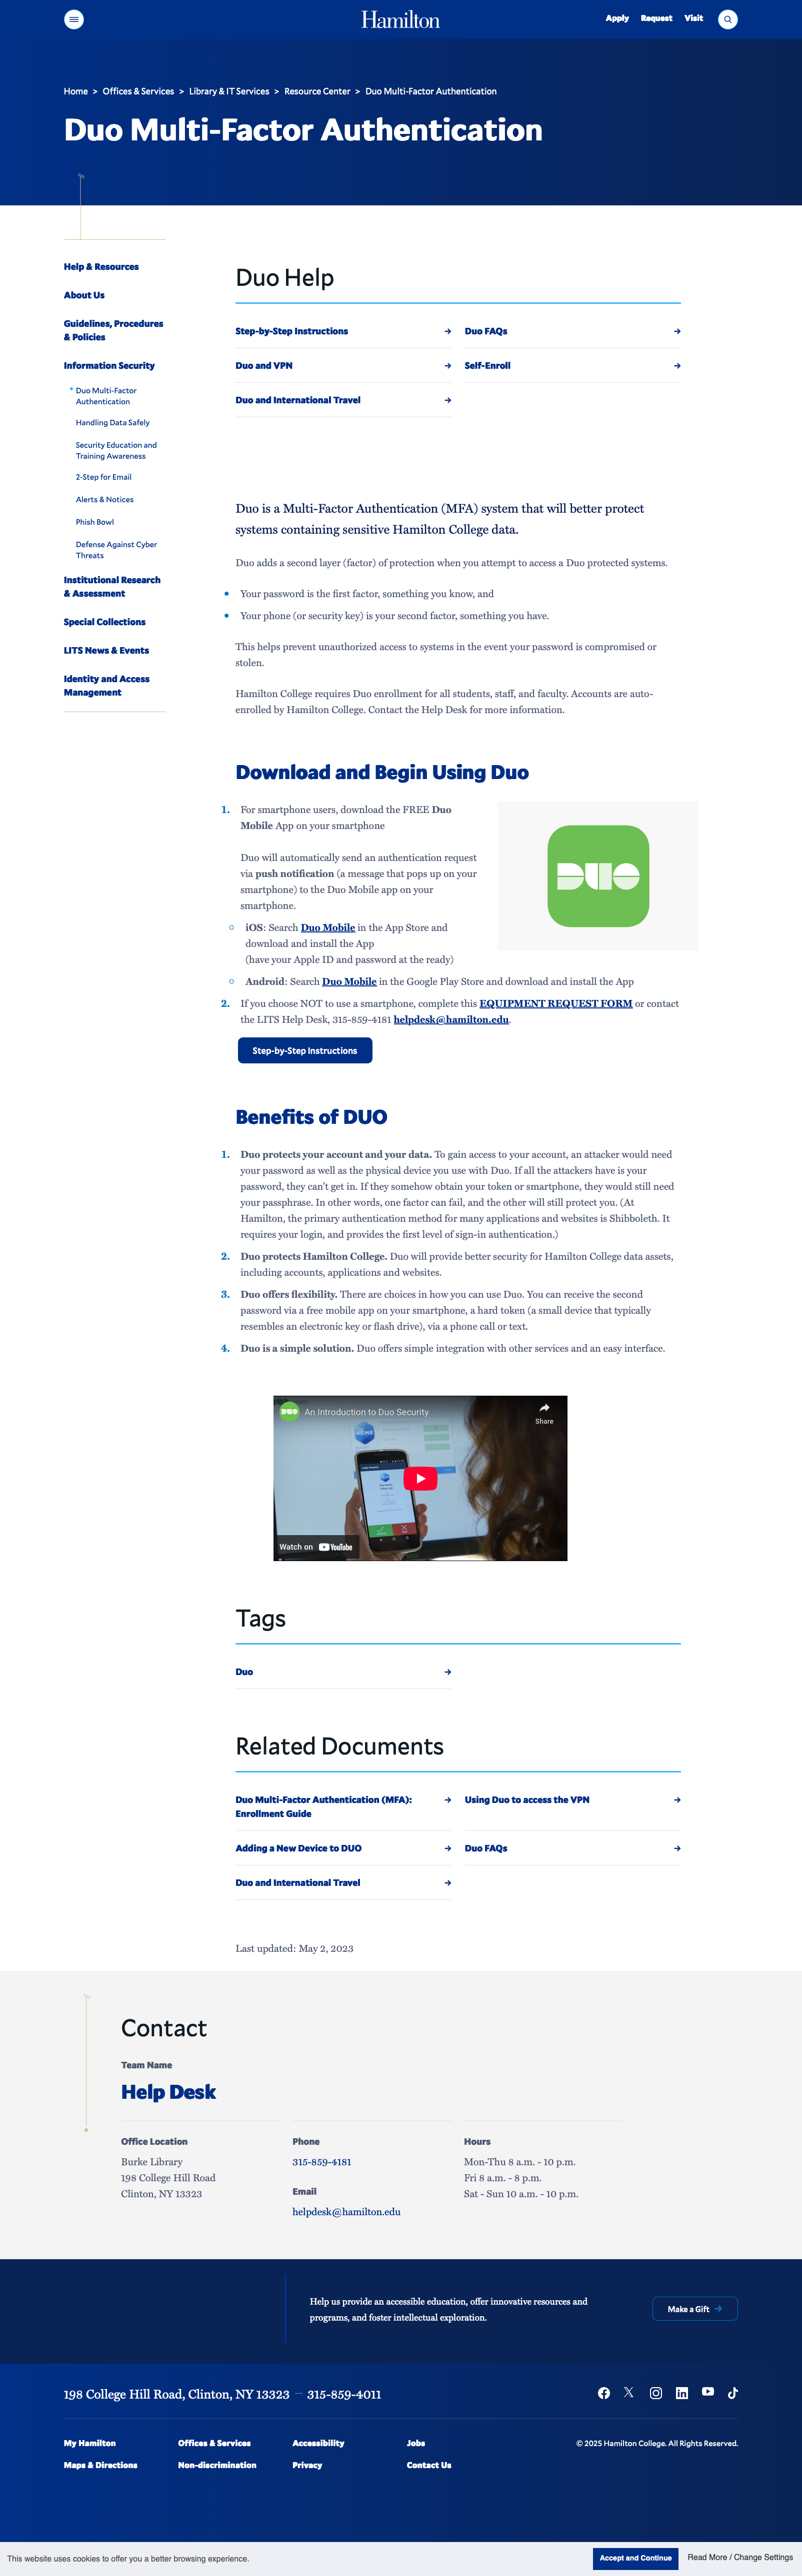 Hamilton
Apply Request Visit
Home > Offices & Services > Library & IT Services > Resource Center > Duo Multi-Factor Authentication
Duo Multi-Factor Authentication
Help & Resources
About Us
Guidelines, Procedures
& Policies
Information Security
Duo Multi-Factor
Authentication
Handling Data Safely
Security Education and
Training Awareness
2-Step for Email
Alerts & Notices
Phish Bowl
Defense Against Cyber
Threats
Institutional Research
& Assessment
Special Collections
LITS News & Events
Identity and Access
Management
Duo Help
Step-by-Step Instructions
Duo FAQs
Duo and VPN
Self-Enroll
Duo and International Travel
Duo is a Multi-Factor Authentication (MFA) system that will better protect
systems containing sensitive Hamilton College data.
Duo adds a second layer (factor) of protection when you attempt to access a Duo protected systems.
Your password is the first factor, something you know, and
Your phone (or security key) is your second factor, something you have.
This helps prevent unauthorized access to systems in the event your password is compromised or
stolen.
Hamilton College requires Duo enrollment for all students, staff, and faculty. Accounts are auto-
enrolled by Hamilton College. Contact the Help Desk for more information.
Download and Begin Using Duo
1. For smartphone users, download the FREE Duo
Mobile App on your smartphone
Duo will automatically send an authentication request
via push notification (a message that pops up on your
smartphone) to the Duo Mobile app on your
smartphone.
iOS: Search Duo Mobile in the App Store and
download and install the App
(have your Apple ID and password at the ready)
Android: Search Duo Mobile in the Google Play Store and download and install the App
2. If you choose NOT to use a smartphone, complete this EQUIPMENT REQUEST FORM or contact
the LITS Help Desk, 315-859-4181 helpdesk@hamilton.edu.
DUO
Step-by-Step Instructions
Benefits of DUO
1. Duo protects your account and your data. To gain access to your account, an attacker would need
your password as well as the physical device you use with Duo. If all the attackers have is your
password, they can't get in. If they somehow obtain your token or smartphone, they would still need
your passphrase. In other words, one factor can fail, and the other will still protect you. (At
Hamilton, the primary authentication method for many applications and websites is Shibboleth. It
requires your login, and provides the first level of sign-in authentication.)
2. Duo protects Hamilton College. Duo will provide better security for Hamilton College data assets,
including accounts, applications and websites.
3. Duo offers flexibility. There are choices in how you can use Duo. You can receive the second
password via a free mobile app on your smartphone, a hard token (a small device that typically
resembles an electronic key or flash drive), via a phone call or text.
4. Duo is a simple solution. Duo offers simple integration with other services and an easy interface.
DUO
An Introduction to Duo Security
Share
ACME
Watch on YouTube
Tags
Duo
Related Documents
Duo Multi-Factor Authentication (MFA):
Enrollment Guide
Using Duo to access the VPN
Adding a New Device to DUO
Duo FAQs
Duo and International Travel
Last updated: May 2, 2023
Contact
Team Name
Help Desk
Office Location
Burke Library
198 College Hill Road
Clinton, NY 13323
Phone
315-859-4181
Email
helpdesk@hamilton.edu
Hours
Mon-Thu 8 a.m. - 10 p.m.
Fri 8 a.m. - 8 p.m.
Sat - Sun 10 a.m. - 10 p.m.
Help us provide an accessible education, offer innovative resources and
programs, and foster intellectual exploration.
Make a Gift
198 College Hill Road, Clinton, NY 13323 — 315-859-4011
My Hamilton
Offices & Services
Accessibility
Jobs
© 2025 Hamilton College. All Rights Reserved.
Maps & Directions
Non-discrimination
Privacy
Contact Us
This website uses cookies to offer you a better browsing experience.
Accept and Continue
Read More / Change Settings